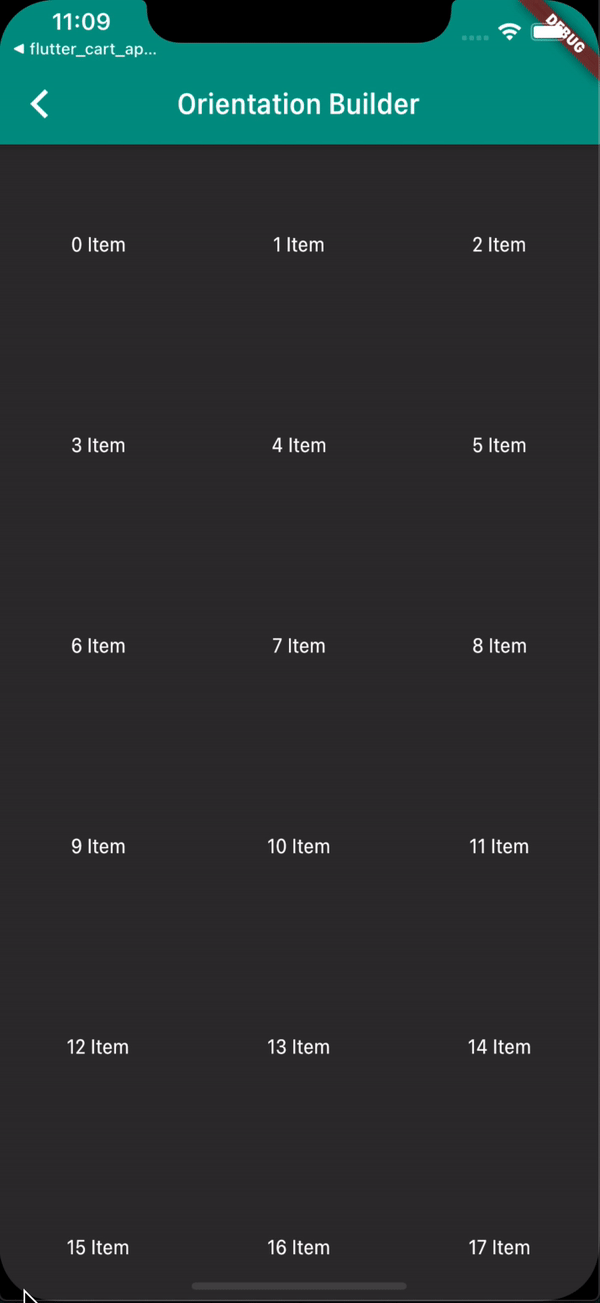 11:09
◀ flutter_cart_ap...
DEBUG
Orientation Builder
0 Item 1 Item 2 Item
3 Item 4 Item 5 Item
6 Item 7 Item 8 Item
9 Item 10 Item 11 Item
12 Item 13 Item 14 Item
15 Item 16 Item 17 Item